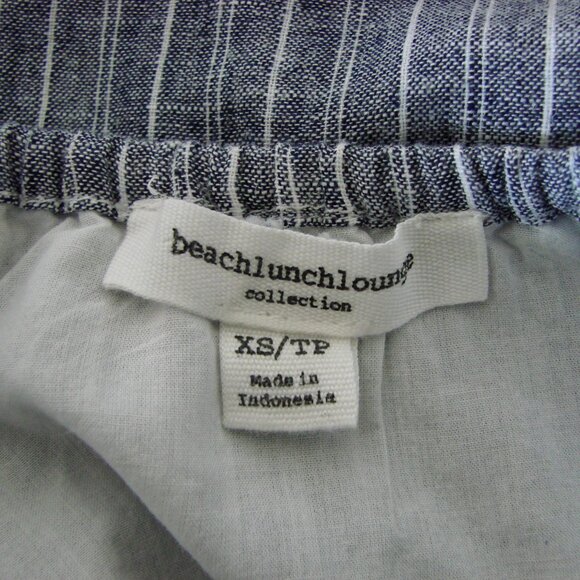 beachlunchlounge
collection
XS/TP
Made in
Indonesia